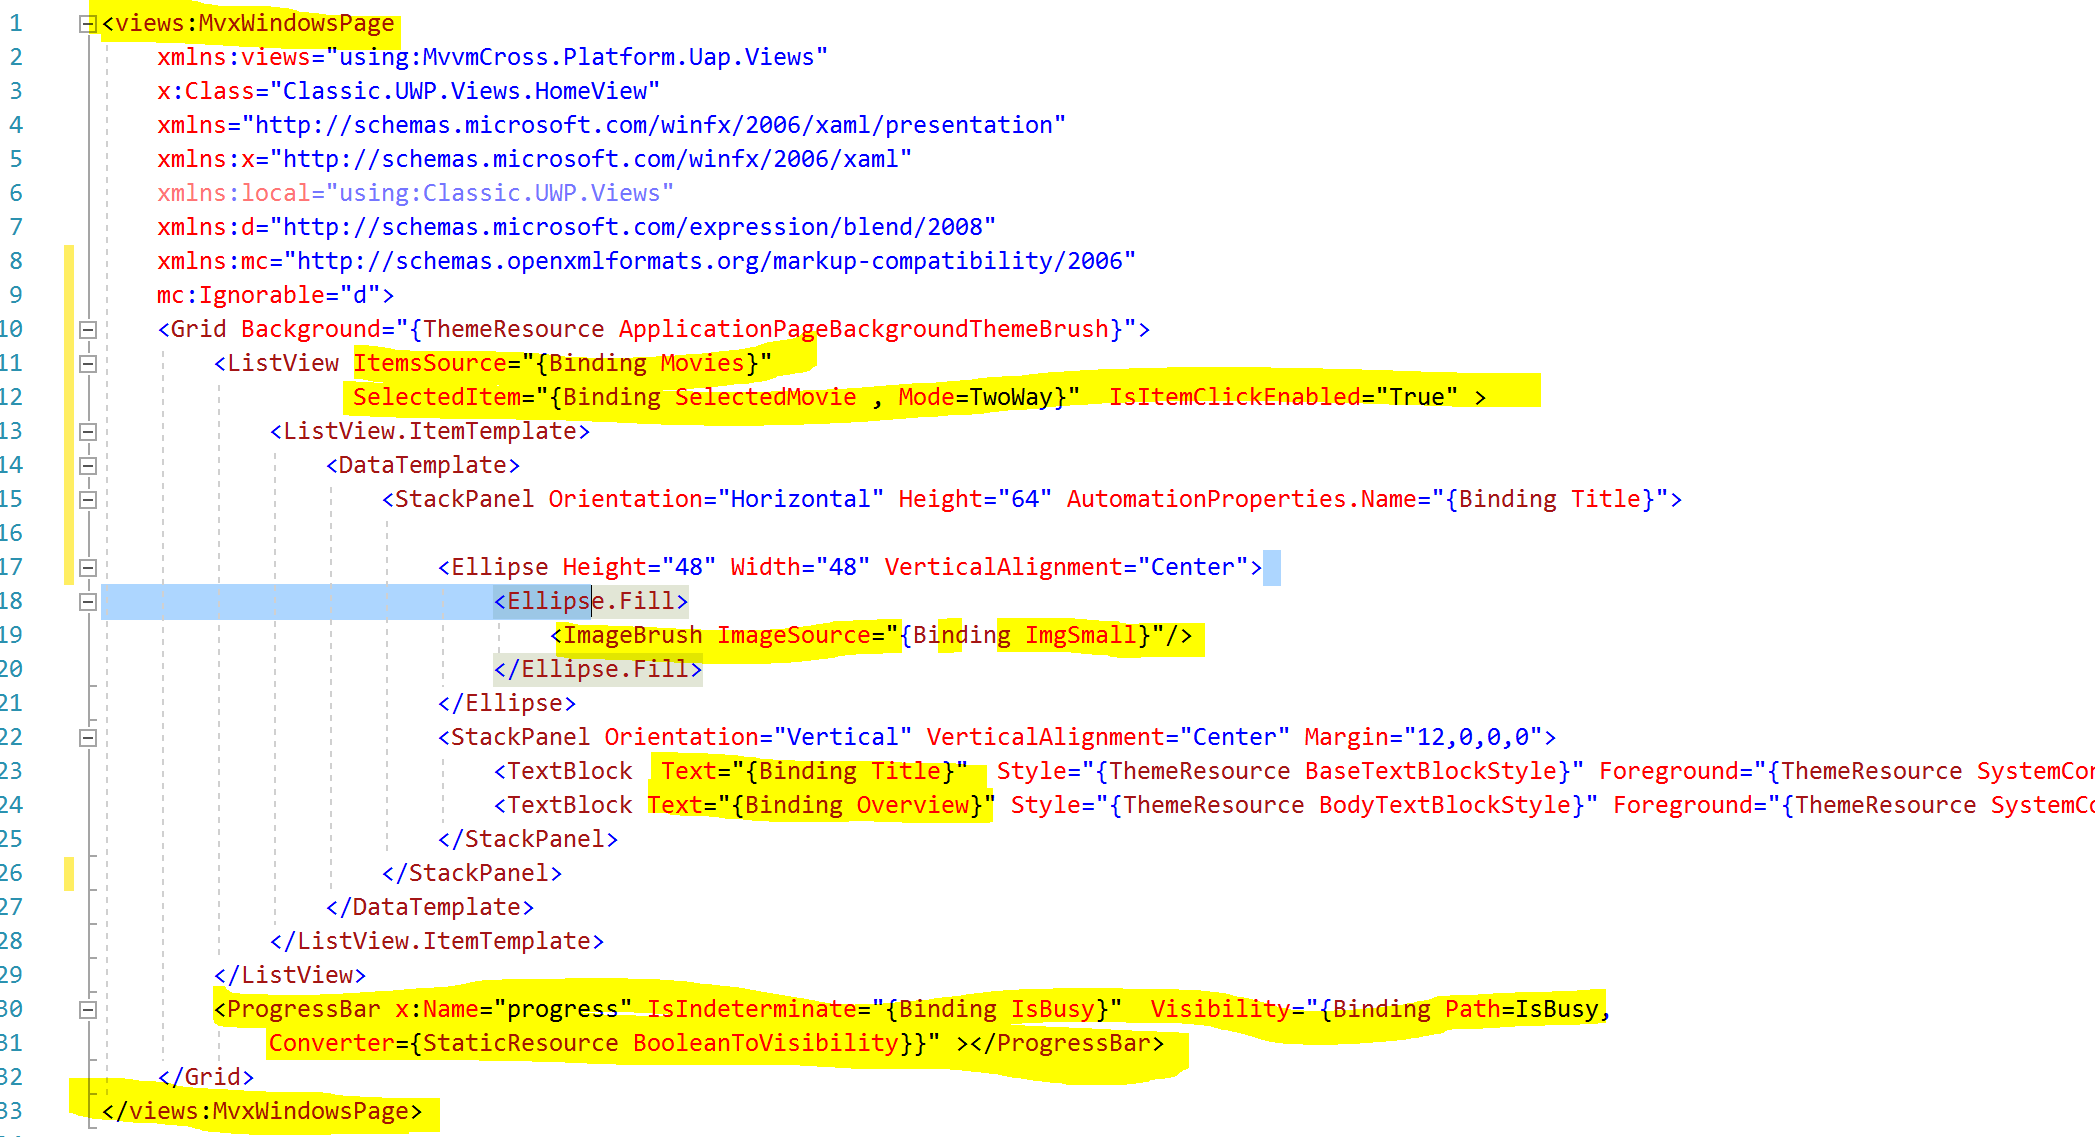 1 <views:MvxWindowsPage
2 xmlns:views="using:MvvmCross.Platform.Uap.Views"
3 x:Class="Classic.UWP.Views.HomeView"
4 xmlns="http://schemas.microsoft.com/winfx/2006/xaml/presentation"
5 xmlns:x="http://schemas.microsoft.com/winfx/2006/xaml"
6 xmlns:local="using:Classic.UWP.Views"
7 xmlns:d="http://schemas.microsoft.com/expression/blend/2008"
8 xmlns:mc="http://schemas.openxmlformats.org/markup-compatibility/2006"
9 mc:Ignorable="d">
10 <Grid Background="{ThemeResource ApplicationPageBackgroundThemeBrush}">
11 <ListView ItemsSource="{Binding Movies}"
12 SelectedItem="{Binding SelectedMovie , Mode=TwoWay}"  IsItemClickEnabled="True" >
13 <ListView.ItemTemplate>
14 <DataTemplate>
15 <StackPanel Orientation="Horizontal" Height="64" AutomationProperties.Name="{Binding Title}">
16
17 <Ellipse Height="48" Width="48" VerticalAlignment="Center">
18 <Ellipse.Fill>
19 <ImageBrush ImageSource="{Binding ImgSmall}"/>
20 </Ellipse.Fill>
21 </Ellipse>
22 <StackPanel Orientation="Vertical" VerticalAlignment="Center" Margin="12,0,0,0">
23 <TextBlock  Text="{Binding Title}"  Style="{ThemeResource BaseTextBlockStyle}" Foreground="{ThemeResource
24 <TextBlock Text="{Binding Overview}" Style="{ThemeResource BodyTextBlockStyle}" Foreground="{ThemeResource
25 </StackPanel>
26 </StackPanel>
27 </DataTemplate>
28 </ListView.ItemTemplate>
29 </ListView>
30 <ProgressBar x:Name="progress" IsIndeterminate="{Binding IsBusy}"  Visibility="{Binding Path=IsBusy,
31 Converter={StaticResource BooleanToVisibility}}" ></ProgressBar>
32 </Grid>
33 </views:MvxWindowsPage>